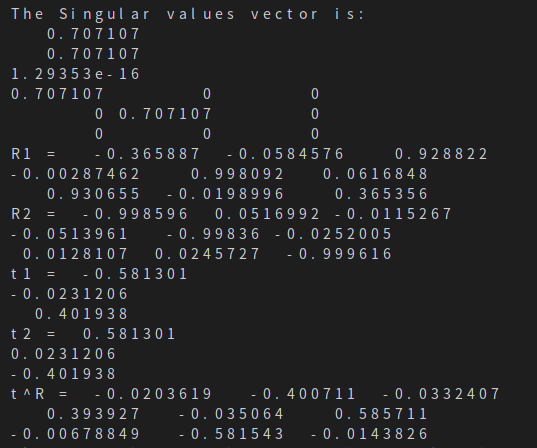 The Singular values vector is:
0.707107
0.707107
1.29353e-16
0.707107 0 0
0 0.707107 0
0 0 0
R1 = -0.365887 -0.0584576 0.928822
-0.00287462 0.998092 0.0616848
0.930655 -0.0198996 0.365356
R2 = -0.998596 0.0516992 -0.0115267
-0.0513961 -0.99836 -0.0252005
0.0128107 0.0245727 -0.999616
t1 = -0.581301
-0.0231206
0.401938
t2 = 0.581301
0.0231206
-0.401938
t^R = -0.0203619 -0.400711 -0.0332407
0.393927 -0.035064 0.585711
-0.00678849 -0.581543 -0.0143826